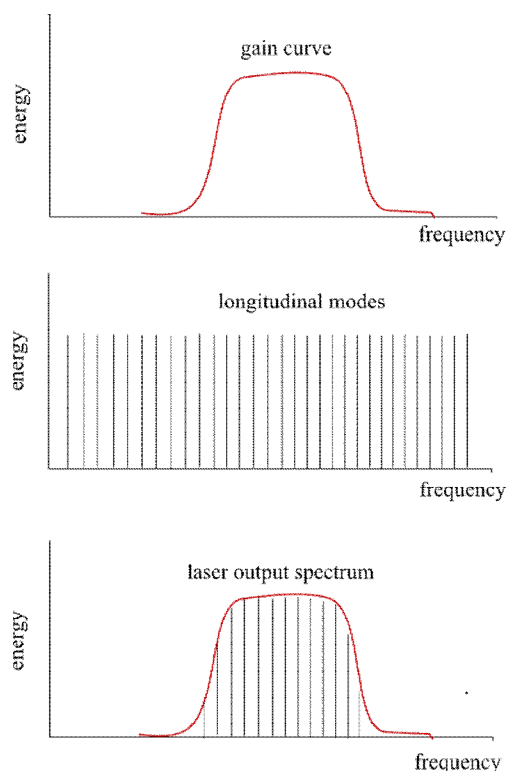 gain curve
energy
frequency
longitudinal modes
energy
frequency
laser output spectrum
energy
frequency